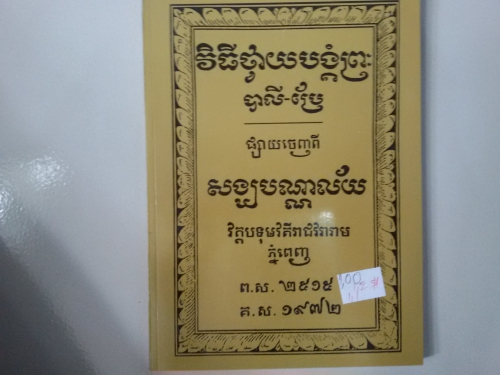 វិធីថ្វាយបង្គំព្រះ
បាលី-ប្រែ
ផ្សាយចេញពី
សង្ឃបណ្ណាល័យ
វត្តបទុមវតីរាជវរារាម
ភ្នំពេញ
ព.ស. ២៥១៥
គ.ស. ១៩៧២